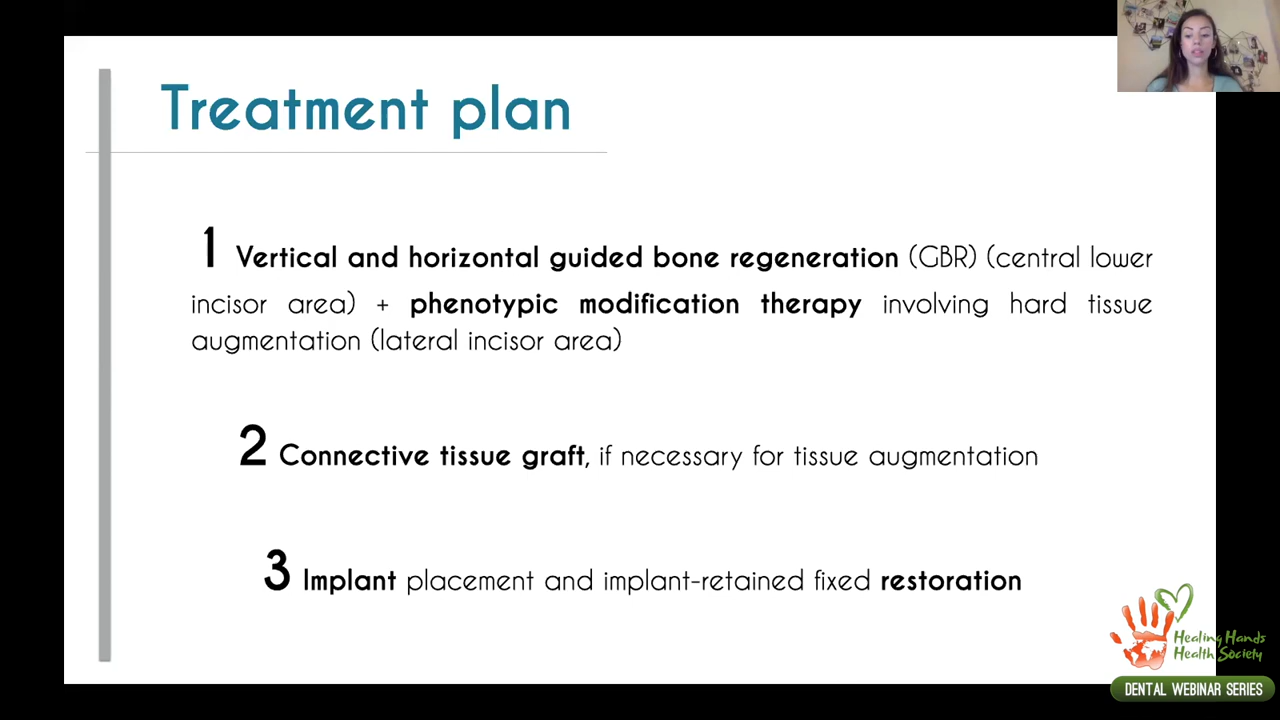 Treatment plan
1 Vertical and horizontal guided bone regeneration (GBR) (central lower
incisor area) + phenotypic modification therapy involving hard tissue
augmentation (lateral incisor area)
2 Connective tissue graft, if necessary for tissue augmentation
3 Implant placement and implant-retained fixed restoration
Healing Hands
Health Society
DENTAL WEBINAR SERIES